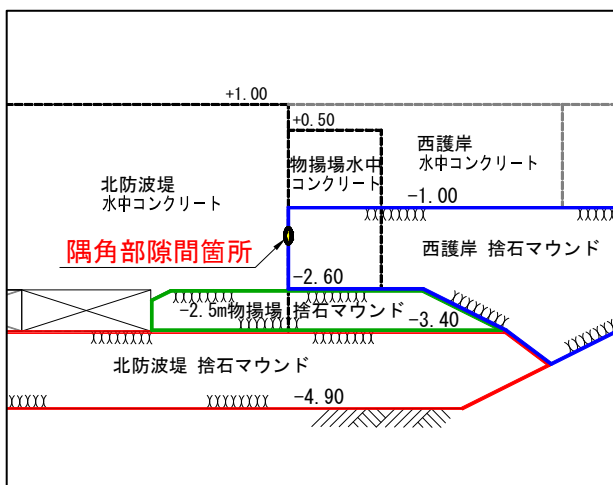 +1.00
+0.50
物揚場水中
コンクリート
西護岸
水中コンクリート
北防波堤
水中コンクリート
-1.00
隅角部隙間箇所
西護岸 捨石マウンド
-2.60
-2.5m物揚場 捨石マウンド
-3.40
北防波堤 捨石マウンド
-4.90